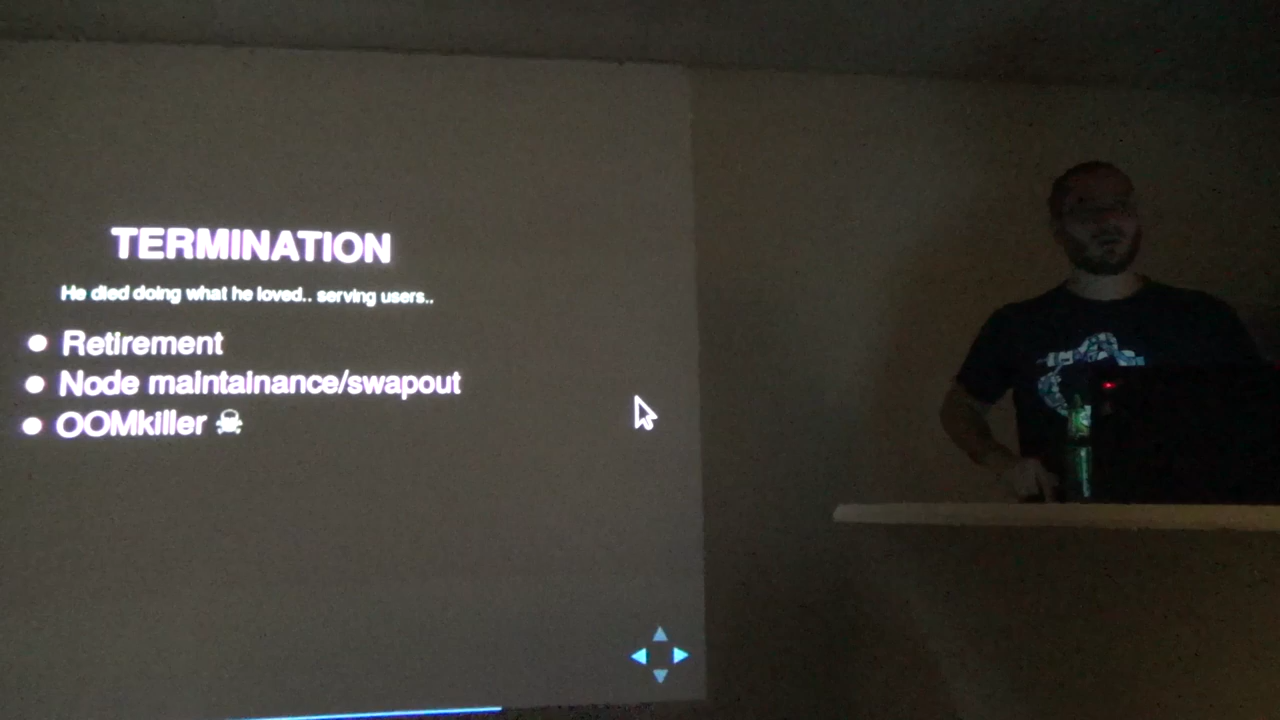 TERMINATION
He died doing what he loved.. serving users..
Retirement
Node maintainance/swapout
OOMkiller ☠